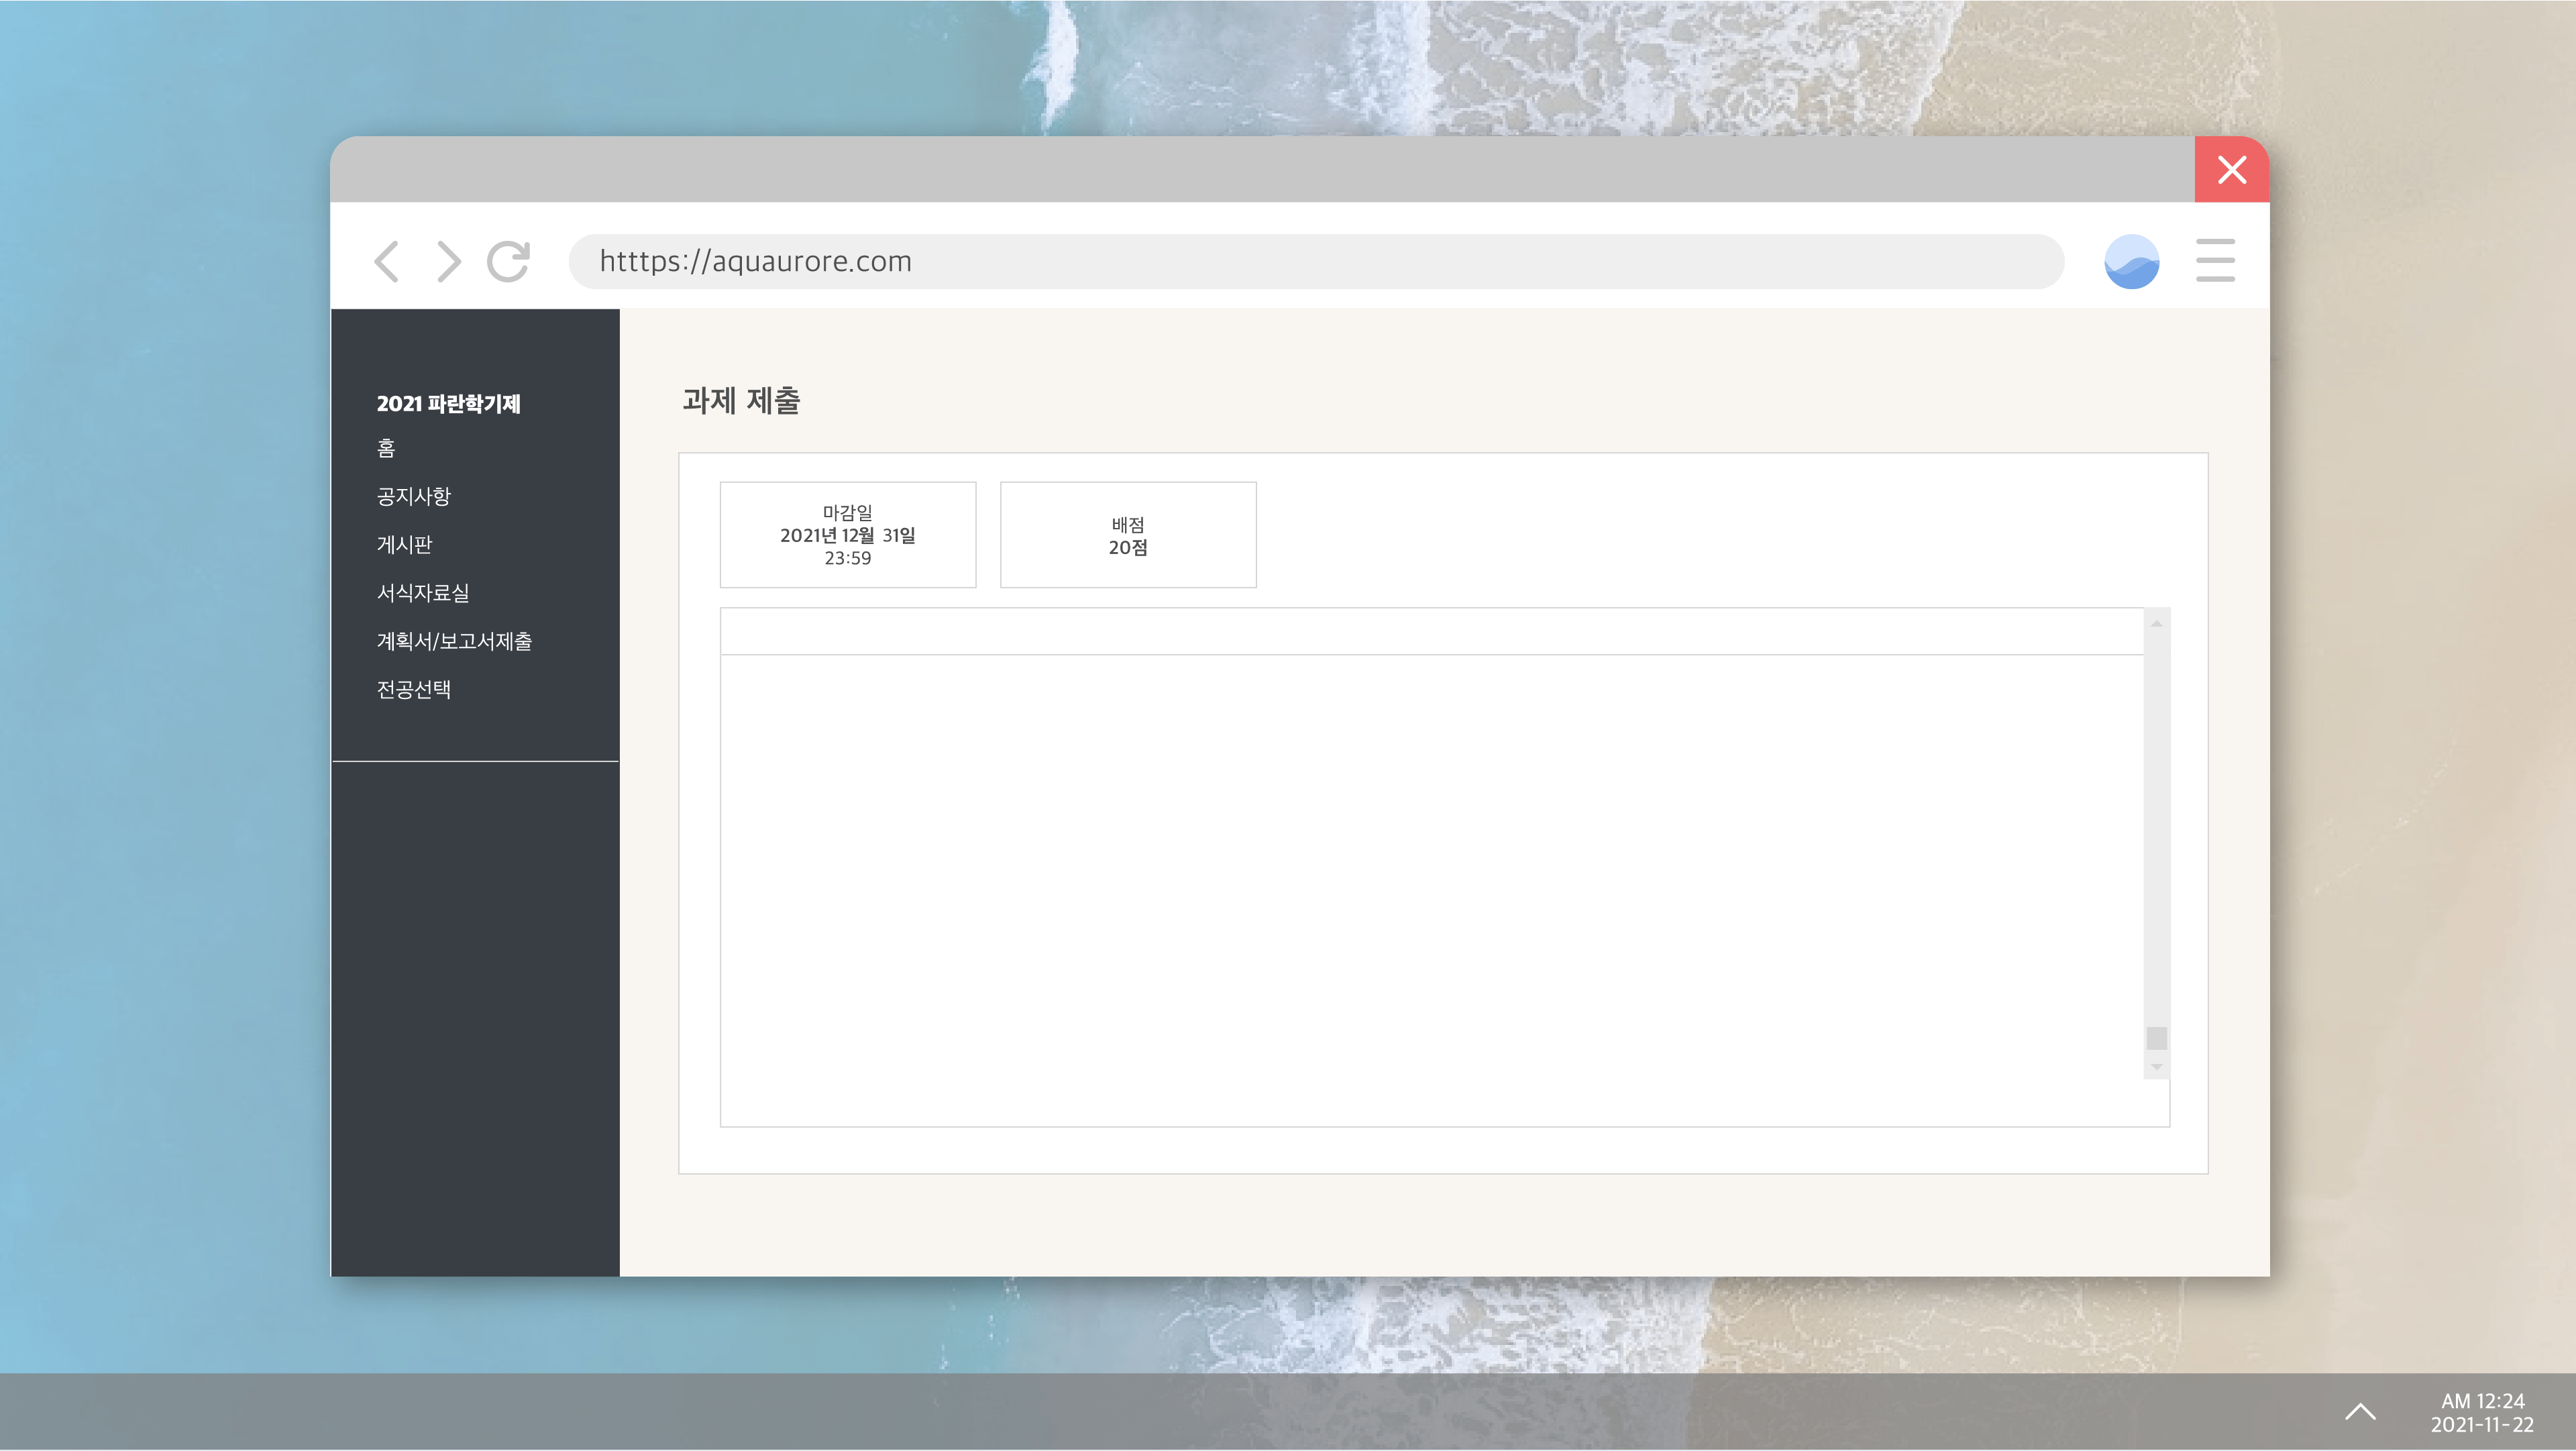 htttps://aquaurore.com
2021 파란학기제
홈
공지사항
게시판
서식자료실
계획서/보고서제출
전공선택
과제 제출
마감일
2021년 12월 31일
23:59
배점
20점
AM 12:24
2021-11-22